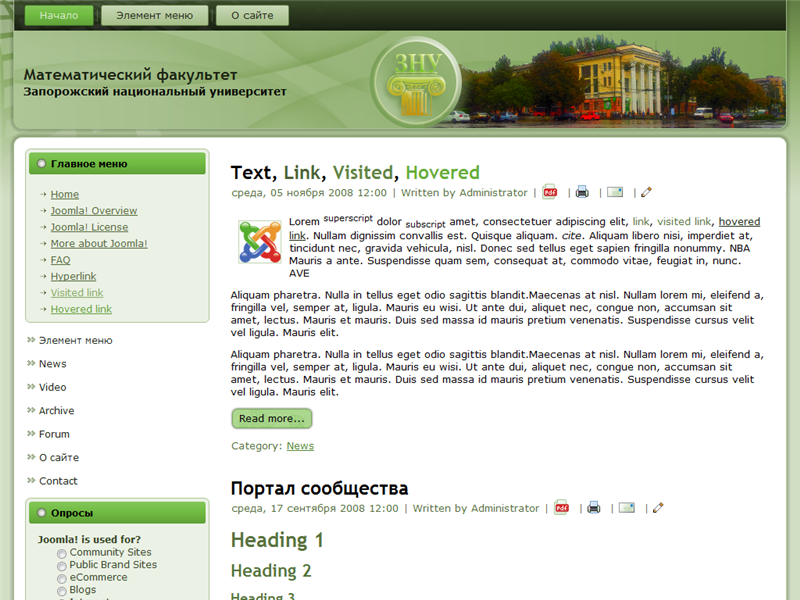 Начало Элемент меню О сайте
ЗНУ
Математический факультет
Запорожский национальный университет
Главное меню
Home
Joomla! Overview
Joomla! License
More about Joomla!
FAQ
Hyperlink
Visited link
Hovered link
Элемент меню
News
Video
Archive
Forum
О сайте
Contact
Опросы
Joomla! is used for?
Community Sites
Public Brand Sites
eCommerce
Blogs
Text, Link, Visited, Hovered
среда, 05 ноября 2008 12:00 | Written by Administrator | Pdf | | |
Lorem superscript dolor subscript amet, consectetuer adipiscing elit, link, visited link, hovered
link. Nullam dignissim convallis est. Quisque aliquam. cite. Aliquam libero nisi, imperdiet at,
tincidunt nec, gravida vehicula, nisl. Donec sed tellus eget sapien fringilla nonummy. NBA
Mauris a ante. Suspendisse quam sem, consequat at, commodo vitae, feugiat in, nunc.
AVE
Aliquam pharetra. Nulla in tellus eget odio sagittis blandit.Maecenas at nisl. Nullam lorem mi, eleifend a,
fringilla vel, semper at, ligula. Mauris eu wisi. Ut ante dui, aliquet nec, congue non, accumsan sit
amet, lectus. Mauris et mauris. Duis sed massa id mauris pretium venenatis. Suspendisse cursus velit
vel ligula. Mauris elit.
Aliquam pharetra. Nulla in tellus eget odio sagittis blandit.Maecenas at nisl. Nullam lorem mi, eleifend a,
fringilla vel, semper at, ligula. Mauris eu wisi. Ut ante dui, aliquet nec, congue non, accumsan sit
amet, lectus. Mauris et mauris. Duis sed massa id mauris pretium venenatis. Suspendisse cursus velit
vel ligula. Mauris elit.
Read more...
Category: News
Портал сообщества
среда, 17 сентября 2008 12:00 | Written by Administrator | Pdf | | |
Heading 1
Heading 2
Heading 3